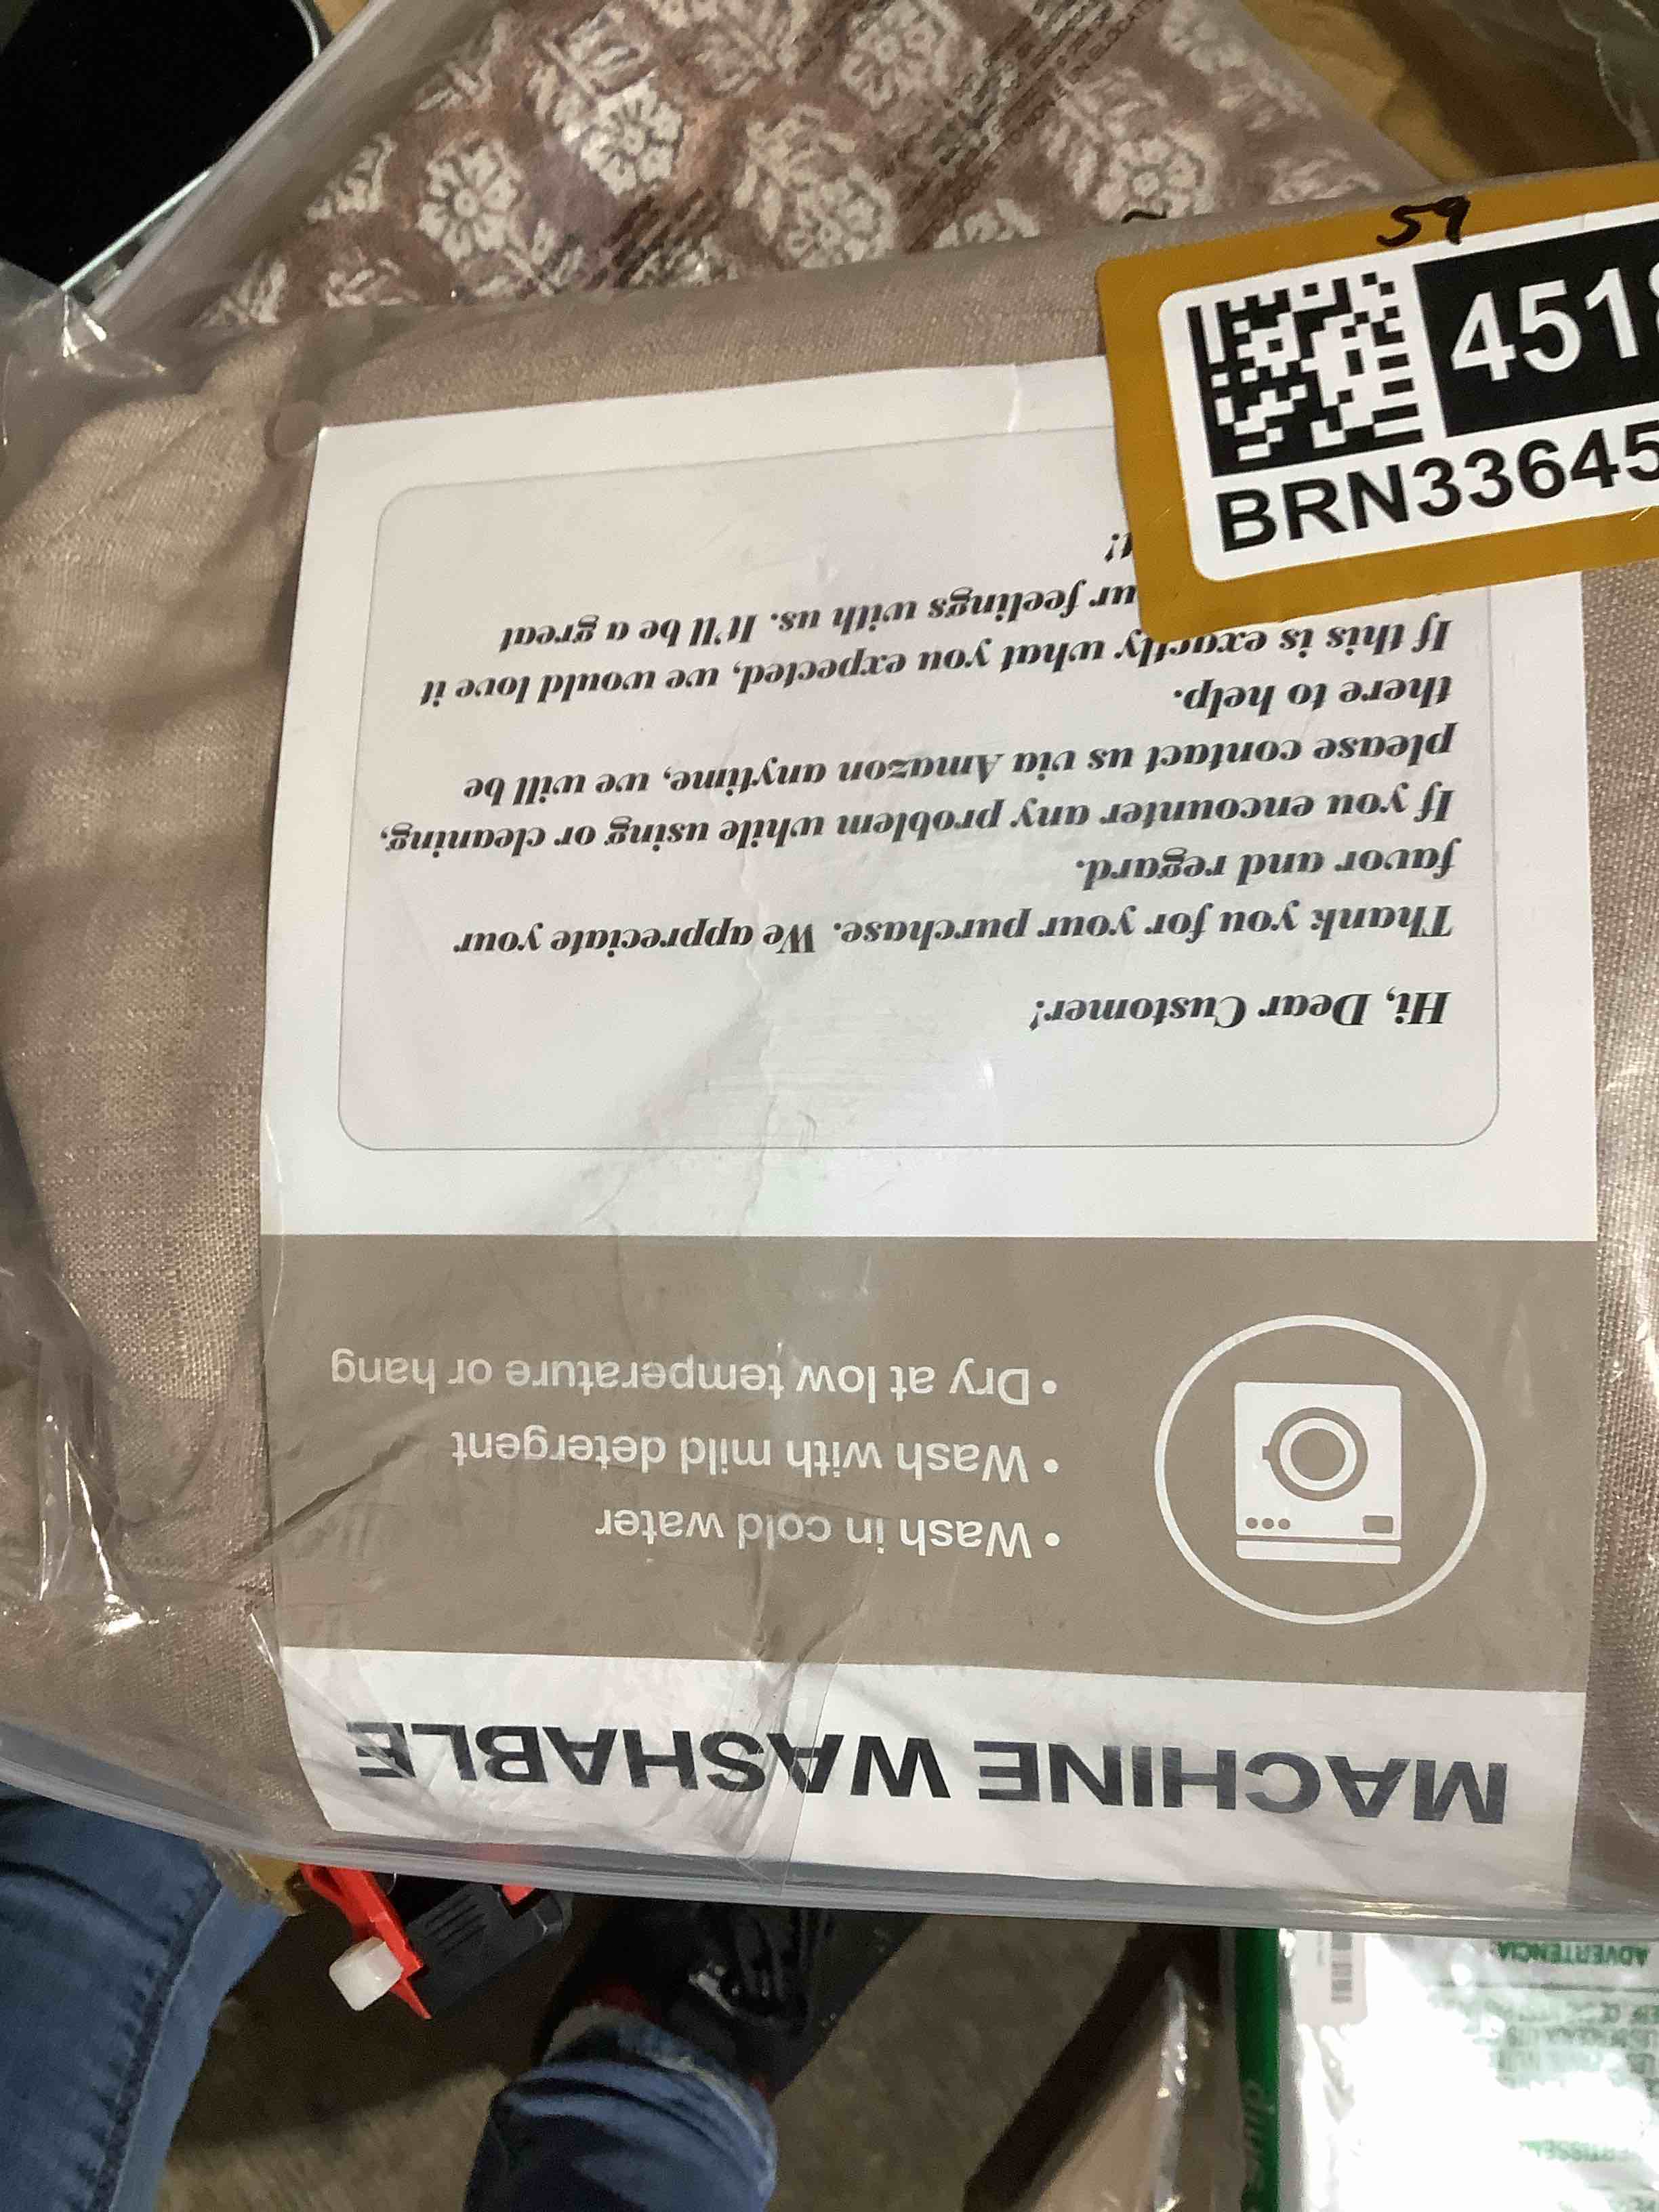 MACHINE WASHABLE
• Wash in cold water
• Wash with mild detergent
• Dry at low temperature or hang
Hi, Dear Customer!
Thank you for your purchase. We appreciate your
favor and regard.
If you encounter any problem while using or cleaning,
please contact us via Amazon anytime, we will be
there to help.
If this is exactly what you expected, we would love it
feelings with us. It'll be a great
59
451
BRN33645
ADVERTENCIA